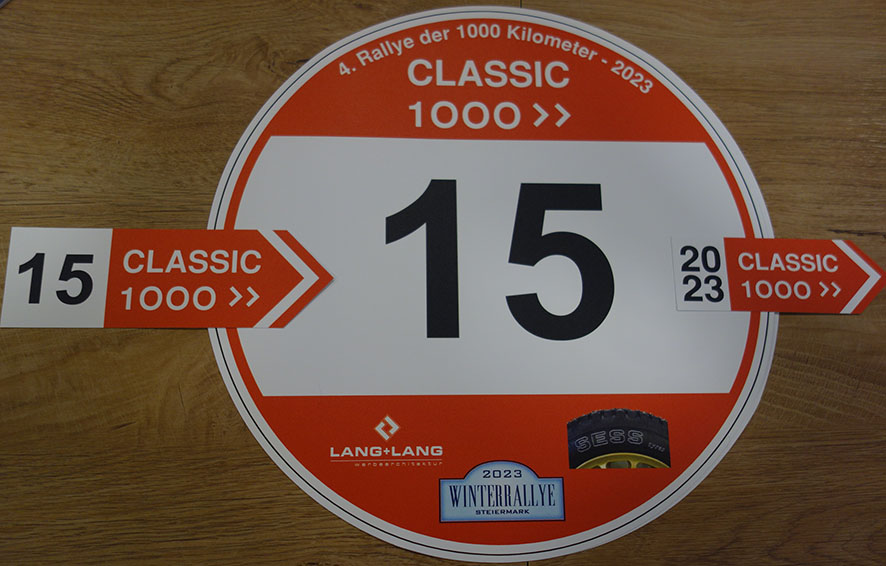 4. Rallye der 1000 Kilometer - 2023
CLASSIC
1000 >>
15
15
CLASSIC
1000 >>
20
23
CLASSIC
1000 >>
LANG+LANG
werbearchitektur
SESS
2023
WINTERRALLYE
STEIERMARK